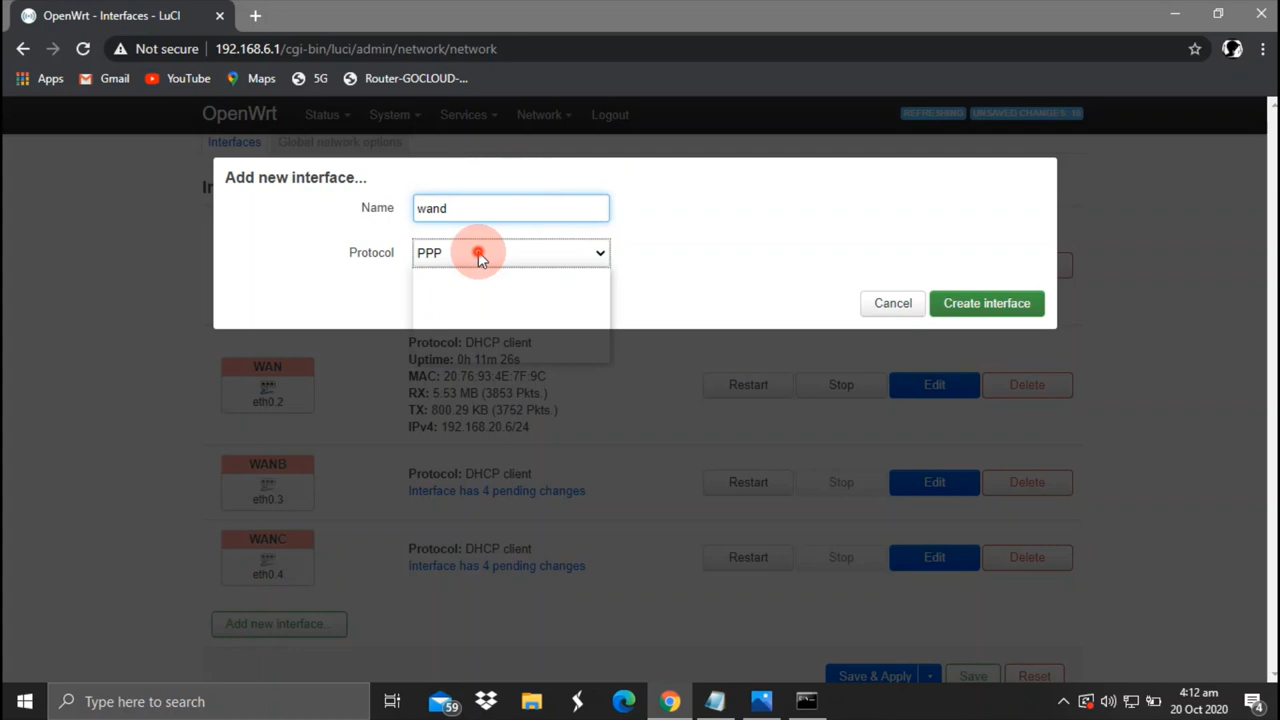 OpenWrt - Interfaces - LuCI
Not secure 192.168.6.1/cgi-bin/luci/admin/network/network
Apps Gmail YouTube Maps 5G Router-GOCLOUD-...
OpenWrt Status System Services Network Logout REFRESHING UNSAVED CHANGES: 18
Interfaces Global network options
In
Add new interface...
Name wand
Protocol PPP
Cancel Create interface
Protocol: DHCP client
WAN
Uptime: 0h 11m 26s
MAC: 20:76:93:4E:7F:9C
Restart Stop Edit Delete
RX: 5.53 MB (3853 Pkts.)
eth0.2
TX: 800.29 KB (3752 Pkts.)
IPv4: 192.168.20.6/24
WANB
Protocol: DHCP client
Restart Stop Edit Delete
Interface has 4 pending changes
eth0.3
WANC
Protocol: DHCP client
Restart Stop Edit Delete
Interface has 4 pending changes
eth0.4
Add new interface...
Save & Apply Save Reset
Type here to search
59
4:12 am
20 Oct 2020
4